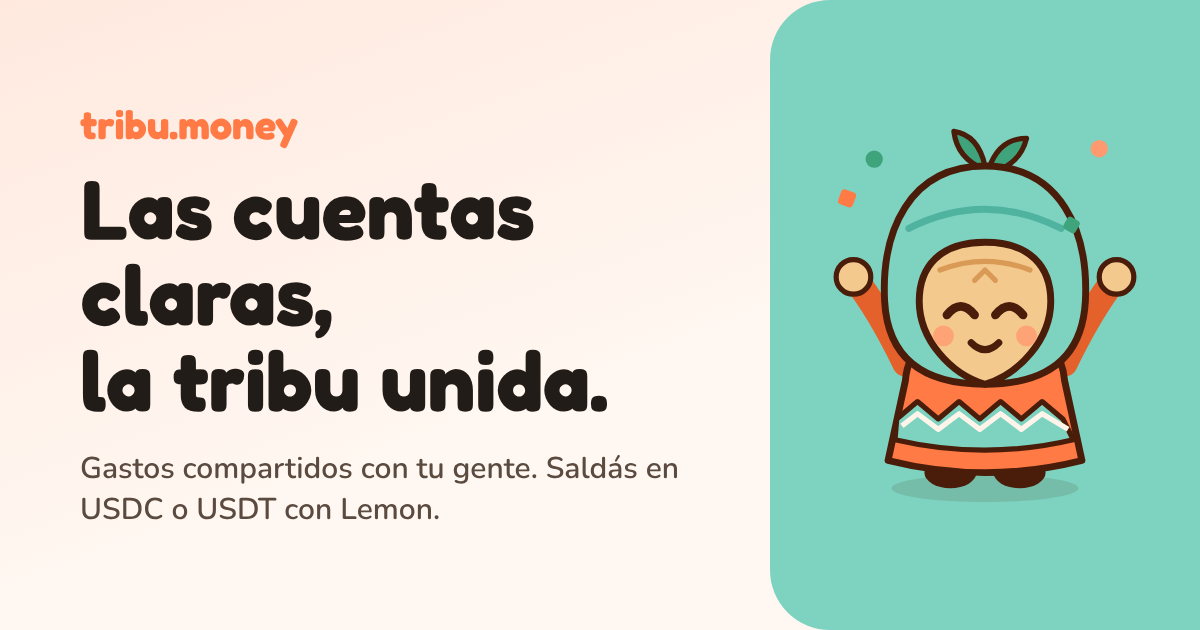 tribu.money
Las cuentas
claras,
la tribu unida.
Gastos compartidos con tu gente. Saldás en
USDC o USDT con Lemon.